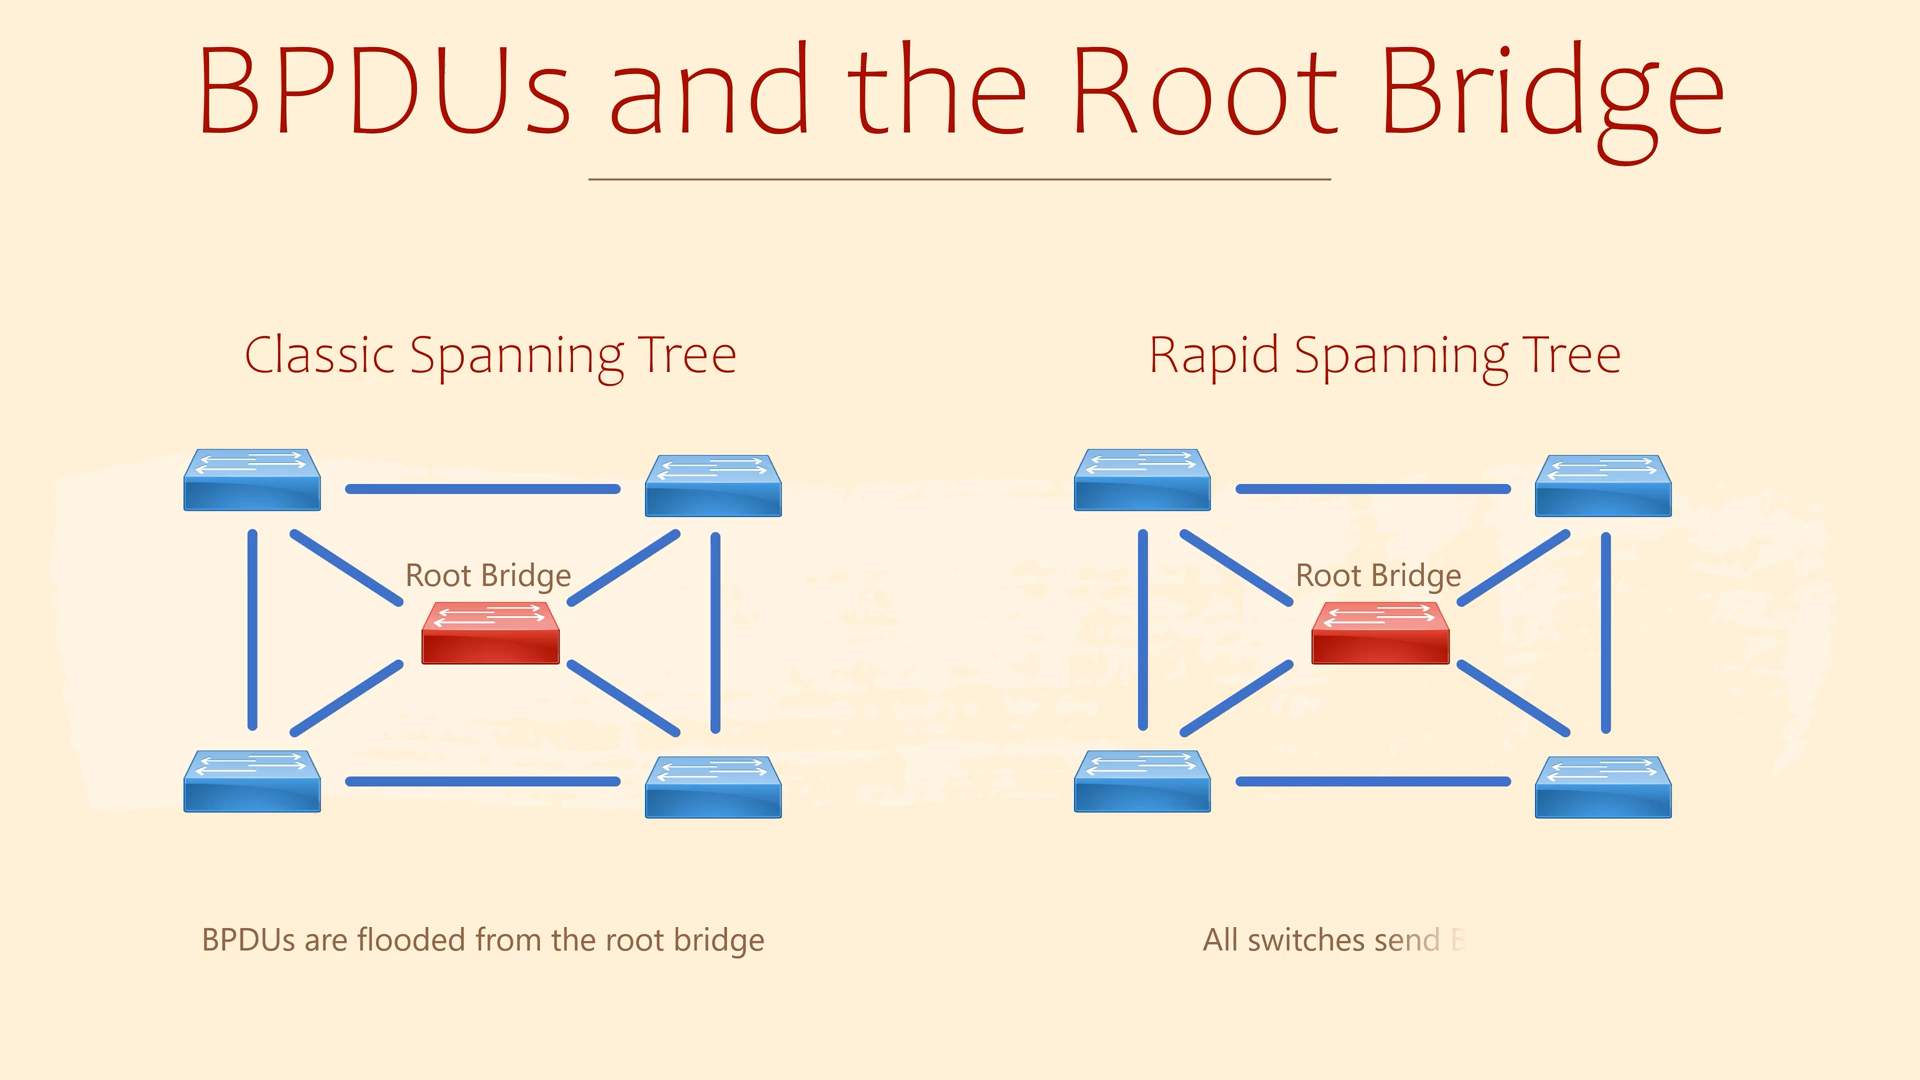 BPDUs and the Root Bridge
Classic Spanning Tree
Rapid Spanning Tree
Root Bridge
Root Bridge
BPDUs are flooded from the root bridge
All switches send B